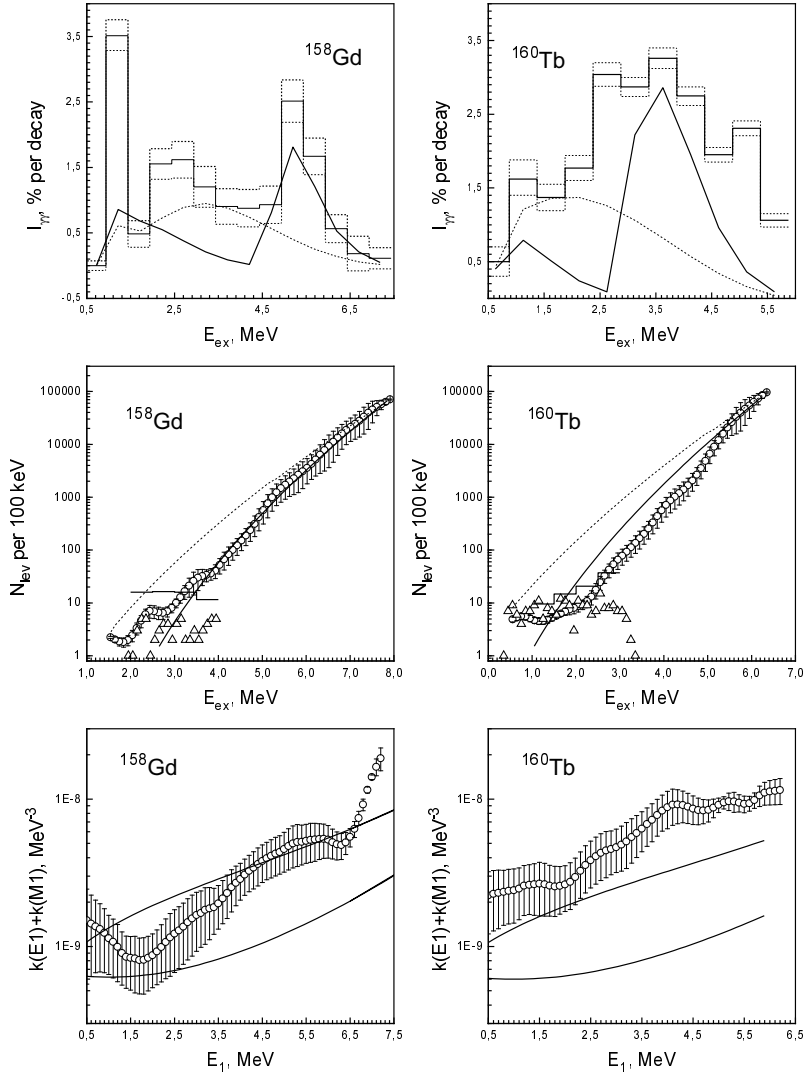 3,5
2,5
1,5
0,5
-0,5
I_γγ, % per decay
¹⁵⁸Gd
0,5 2,5 4,5 6,5
E_ex, MeV
3,5
2,5
1,5
0,5
I_γγ, % per decay
¹⁶⁰Tb
0,5 1,5 2,5 3,5 4,5 5,5
E_ex, MeV
100000
10000
1000
100
10
1
N_lev per 100 keV
¹⁵⁸Gd
1,0 2,0 3,0 4,0 5,0 6,0 7,0 8,0
E_ex, MeV
100000
10000
1000
100
10
1
N_lev per 100 keV
¹⁶⁰Tb
0,0 1,0 2,0 3,0 4,0 5,0 6,0 7,0
E_ex, MeV
1E-8
1E-9
k(E1)+k(M1), MeV⁻³
¹⁵⁸Gd
0,5 1,5 2,5 3,5 4,5 5,5 6,5 7,5
E₁, MeV
1E-8
1E-9
k(E1)+k(M1), MeV⁻³
¹⁶⁰Tb
0,5 1,5 2,5 3,5 4,5 5,5 6,5
E₁, MeV